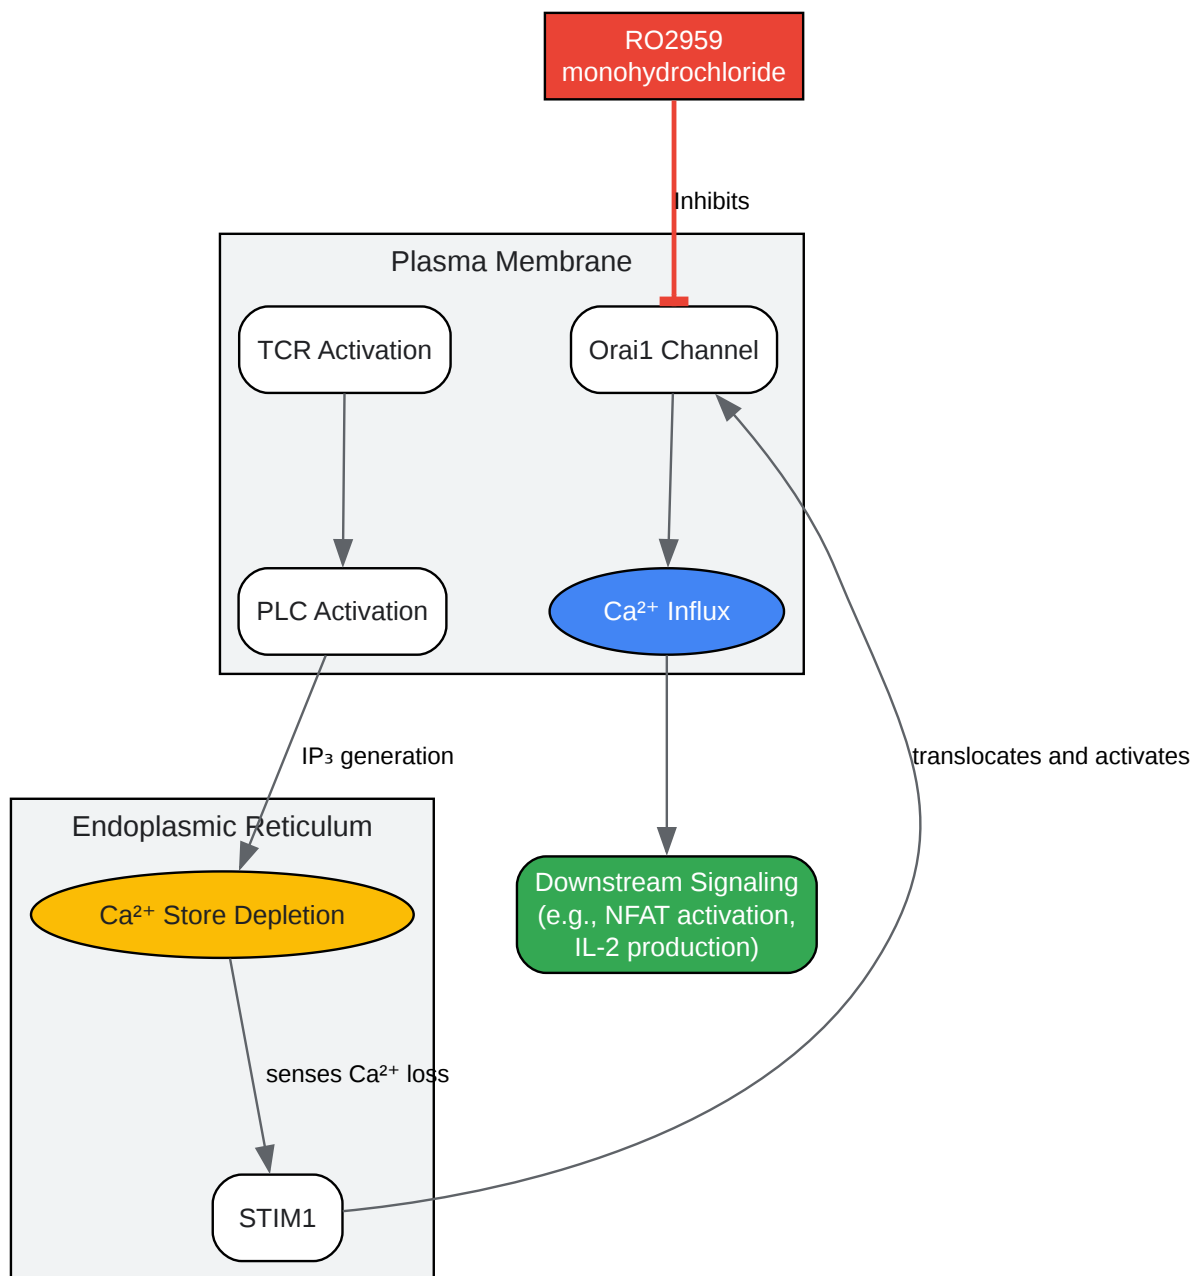 RO2959
monohydrochloride
Inhibits
Plasma Membrane
TCR Activation
Orai1 Channel
PLC Activation
Ca²⁺ Influx
IP₃ generation
translocates and activates
Endoplasmic Reticulum
Ca²⁺ Store Depletion
Downstream Signaling
(e.g., NFAT activation,
IL-2 production)
senses Ca²⁺ loss
STIM1